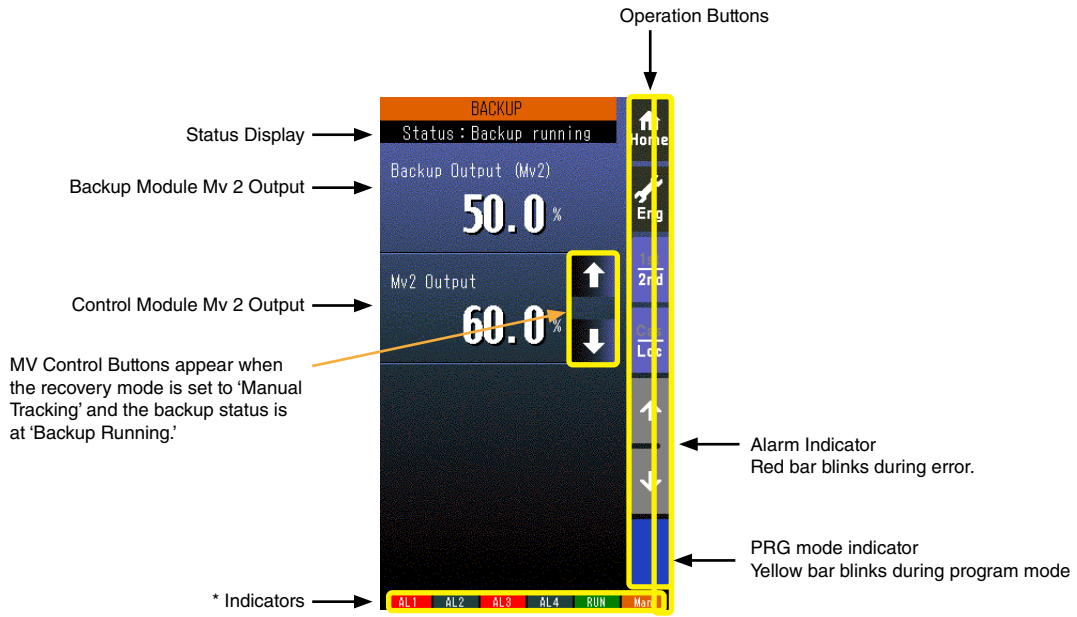 Operation Buttons
BACKUP
Status Display
Status：Backup running
Home
Backup Output (Mv2)
Backup Module Mv 2 Output
50.0 %
Eng
1st
2nd
Mv2 Output
Control Module Mv 2 Output
60.0 %
Cas
Loc
MV Control Buttons appear when
the recovery mode is set to ‘Manual
Tracking’ and the backup status is
at ‘Backup Running.’
Alarm Indicator
Red bar blinks during error.
PRG mode indicator
Yellow bar blinks during program mode
* Indicators
AL1 AL2 AL3 AL4 RUN Man